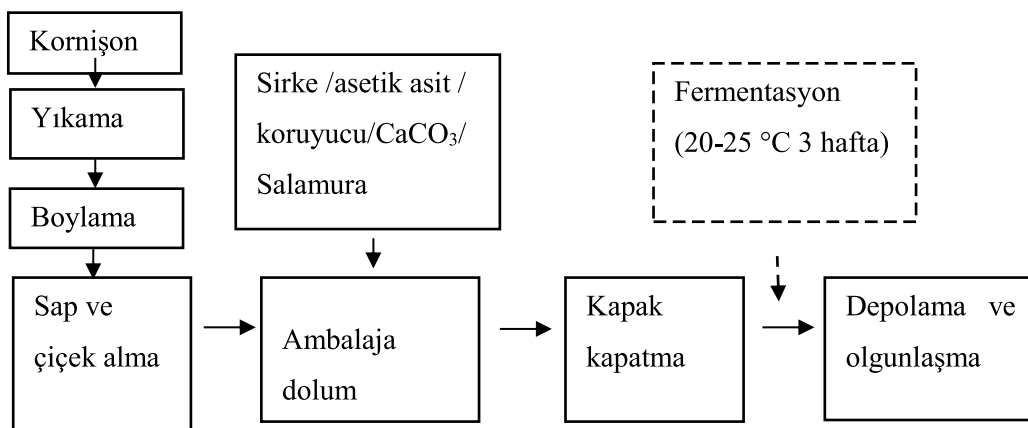 Kornişon
Yıkama
Boylama
Sap ve
çiçek alma
Sirke /asetik asit /
koruyucu/CaCO₃/
Salamura
Ambalaja
dolum
Kapak
kapatma
Fermentasyon
(20-25 °C 3 hafta)
Depolama ve
olgunlaşma